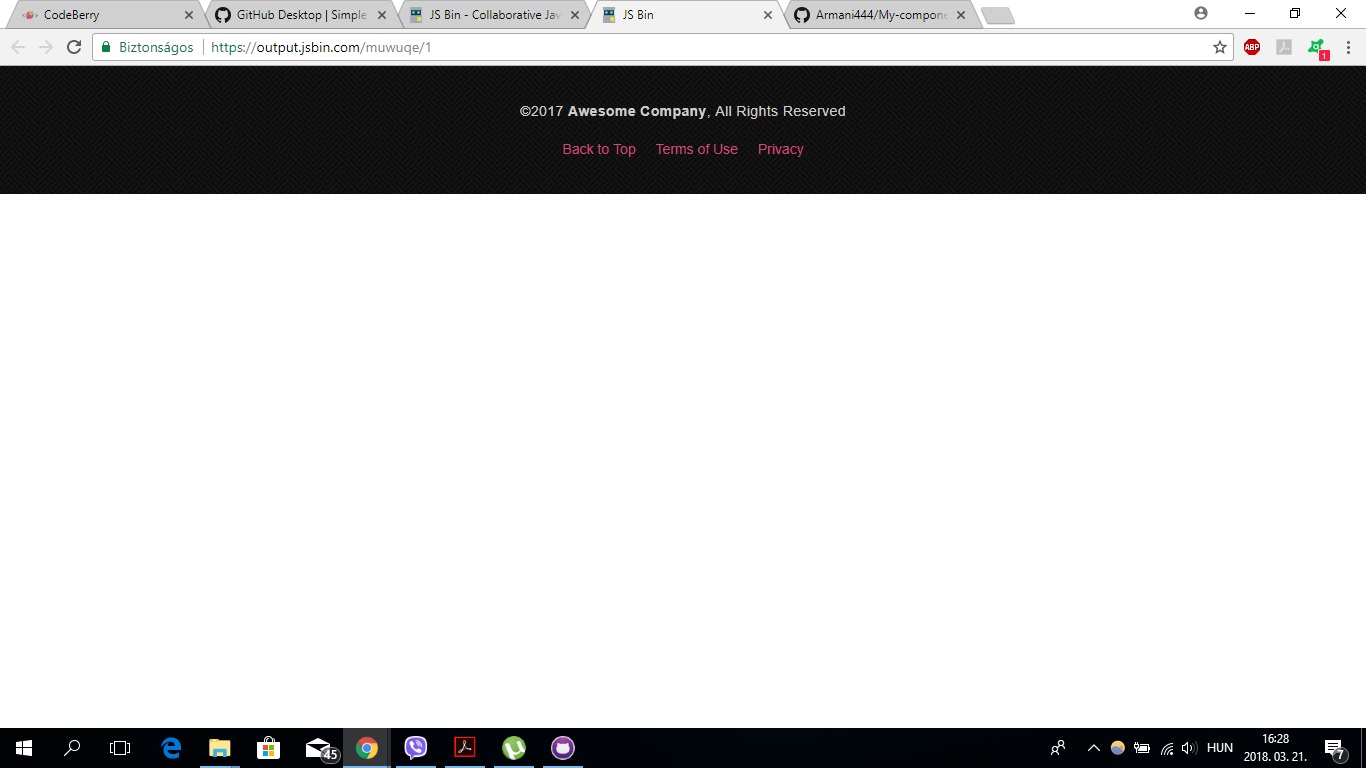 CodeBerry
GitHub Desktop | Simple
JS Bin - Collaborative Jav
JS Bin
Armani444/My-compone
Biztonságos
https://output.jsbin.com/muwuqe/1
ABP
1
©2017 Awesome Company, All Rights Reserved
Back to Top Terms of Use Privacy
45
HUN
16:28
2018. 03. 21.
7